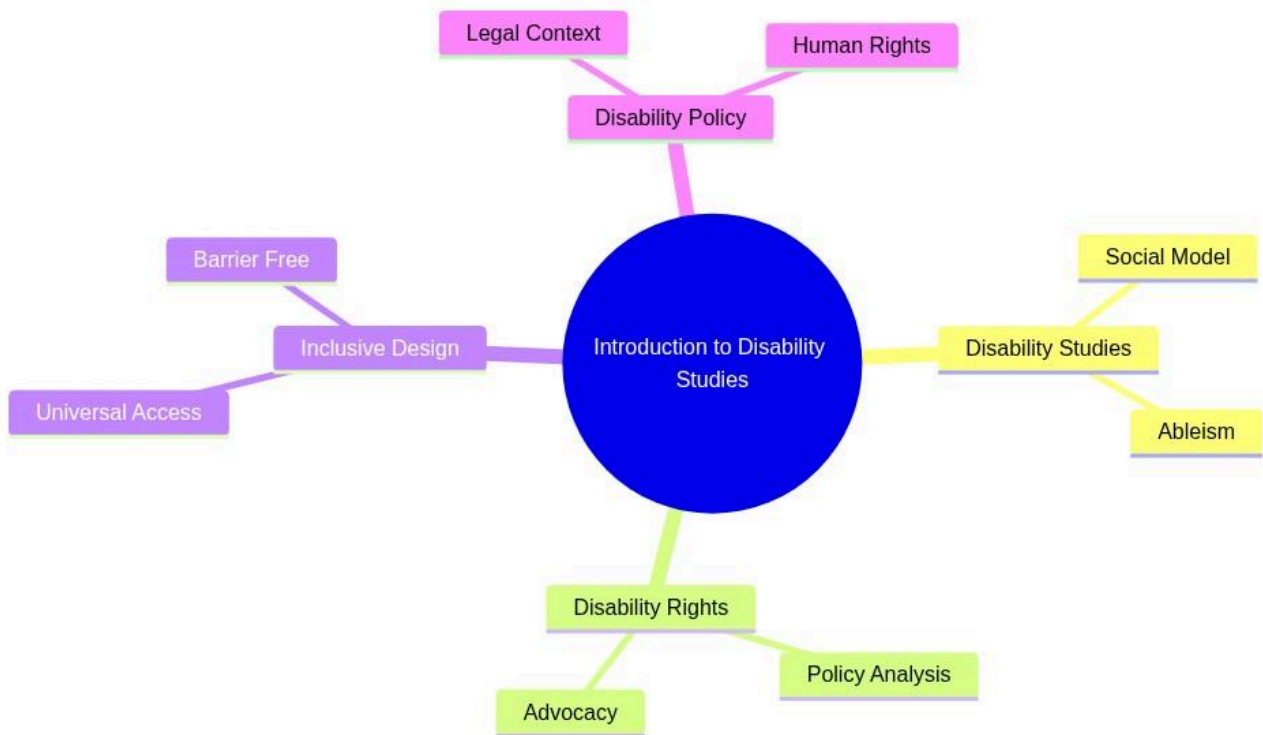 Legal Context
Human Rights
Disability Policy
Social Model
Barrier Free
Inclusive Design
Introduction to Disability
Studies
Disability Studies
Universal Access
Ableism
Disability Rights
Policy Analysis
Advocacy